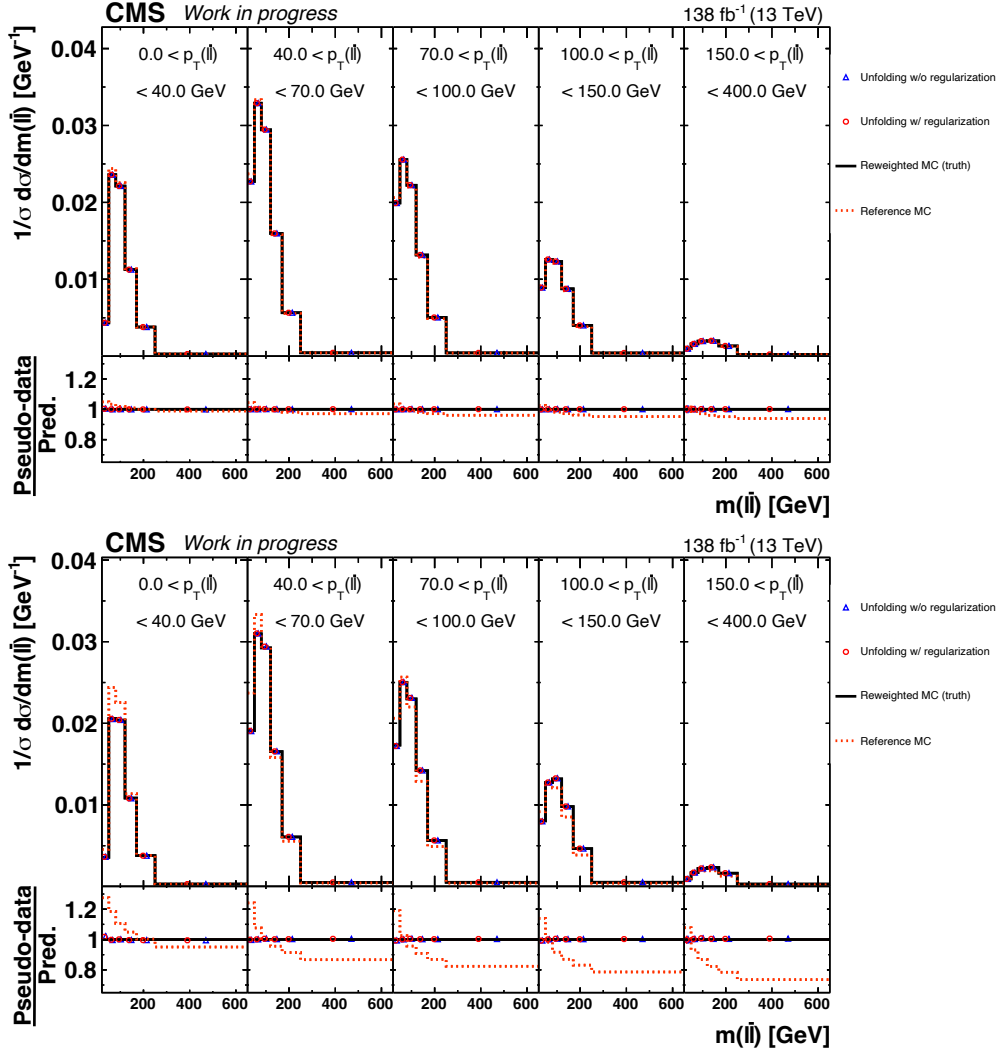 CMS Work in progress 138 fb⁻¹ (13 TeV)
1/σ dσ/dm(ll̄) [GeV⁻¹]
0.04
0.03
0.02
0.01
0.0 < p_T(ll̄)
< 40.0 GeV
40.0 < p_T(ll̄)
< 70.0 GeV
70.0 < p_T(ll̄)
< 100.0 GeV
100.0 < p_T(ll̄)
< 150.0 GeV
150.0 < p_T(ll̄)
< 400.0 GeV
Unfolding w/o regularization
Unfolding w/ regularization
Reweighted MC (truth)
Reference MC
Pseudo-data
Pred.
1.2
1
0.8
200 400 600 200 400 600 200 400 600 200 400 600 200 400 600
m(ll̄) [GeV]
CMS Work in progress 138 fb⁻¹ (13 TeV)
1/σ dσ/dm(ll̄) [GeV⁻¹]
0.04
0.03
0.02
0.01
0.0 < p_T(ll̄)
< 40.0 GeV
40.0 < p_T(ll̄)
< 70.0 GeV
70.0 < p_T(ll̄)
< 100.0 GeV
100.0 < p_T(ll̄)
< 150.0 GeV
150.0 < p_T(ll̄)
< 400.0 GeV
Unfolding w/o regularization
Unfolding w/ regularization
Reweighted MC (truth)
Reference MC
Pseudo-data
Pred.
1.2
1
0.8
200 400 600 200 400 600 200 400 600 200 400 600 200 400 600
m(ll̄) [GeV]